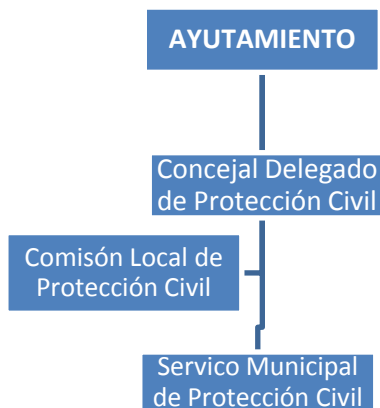 AYUTAMIENTO
Concejal Delegado
de Protección Civil
Comisón Local de
Protección Civil
Servico Municipal
de Protección Civil